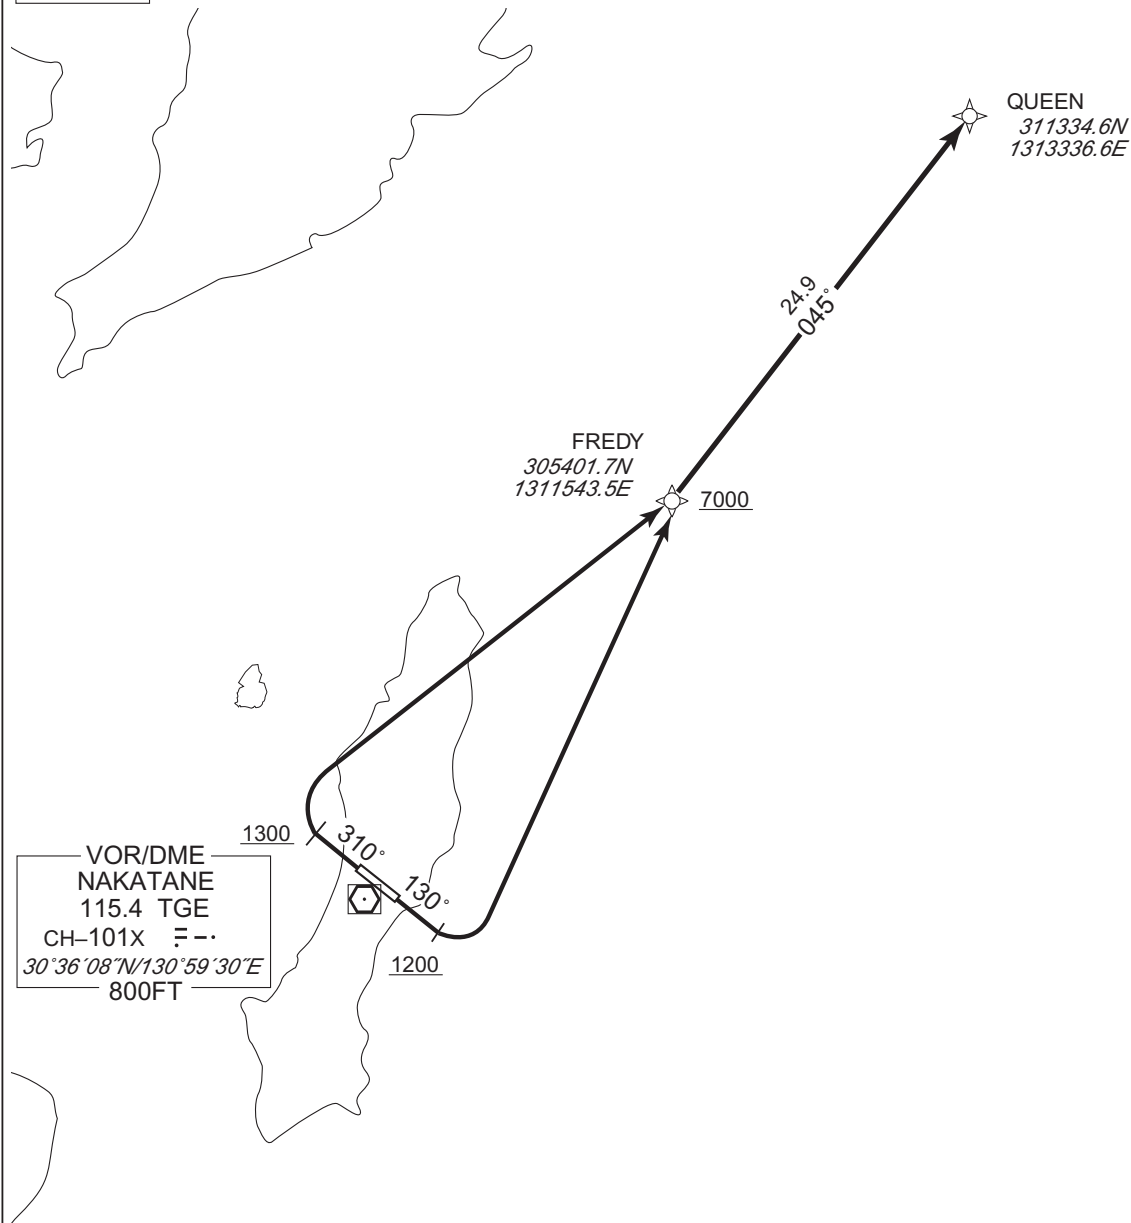 QUEEN
311334.6N
1313336.6E
24.9
045°
FREDY
305401.7N
1311543.5E
7000
1300
310°
130°
1200
VOR/DME
NAKATANE
115.4 TGE
CH–101X
30°36′08″N/130°59′30″E
800FT